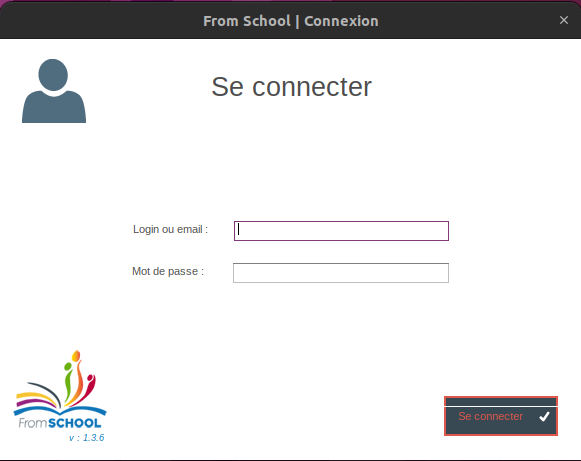 From School | Connexion
Se connecter
Login ou email :
Mot de passe :
FromSCHOOL
v : 1.3.6
Se connecter